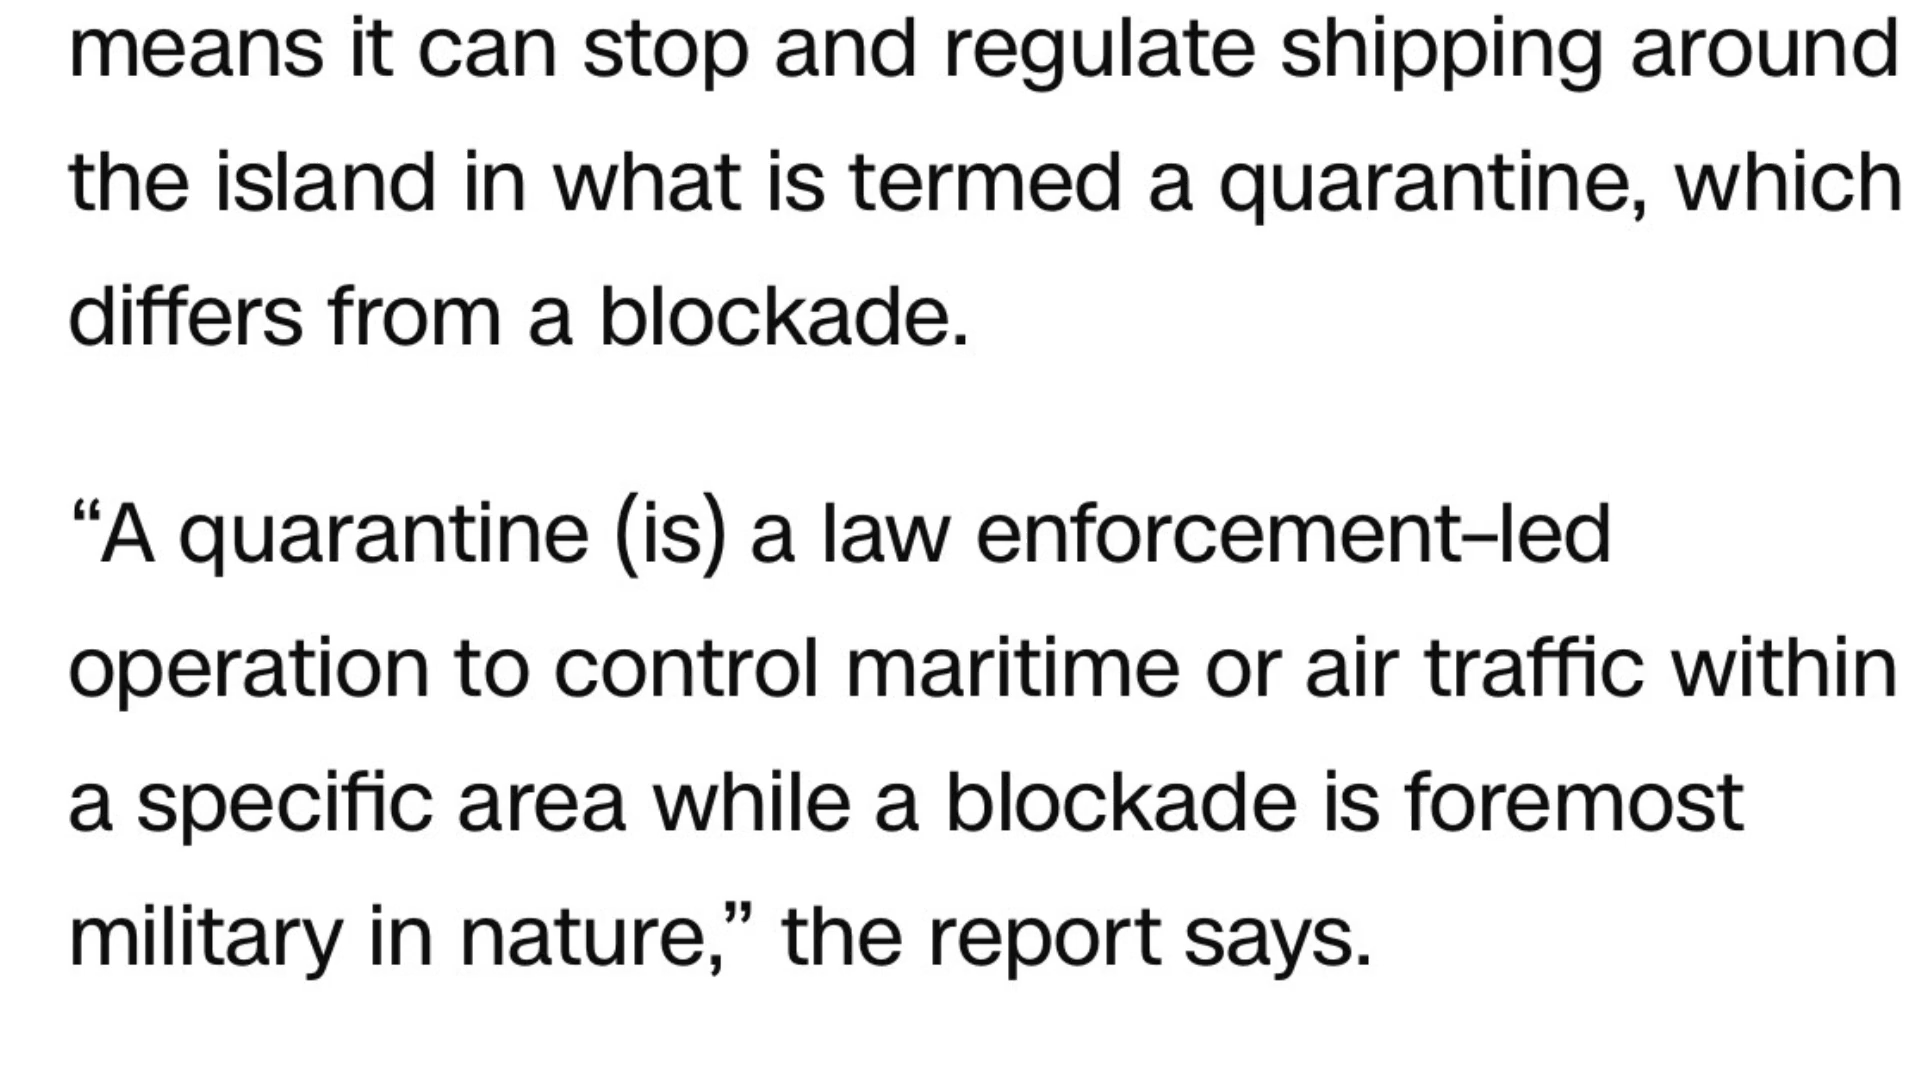 means it can stop and regulate shipping around
the island in what is termed a quarantine, which
differs from a blockade.
“A quarantine (is) a law enforcement–led
operation to control maritime or air traffic within
a specific area while a blockade is foremost
military in nature,” the report says.